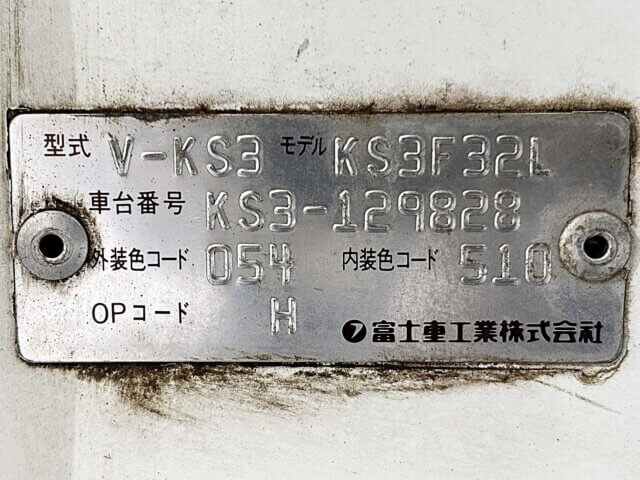 型式 V-KS3 モデル KS3F32L
車台番号 KS3-129828
外装色コード 054 内装色コード 510
OPコード H
富士重工業株式会社